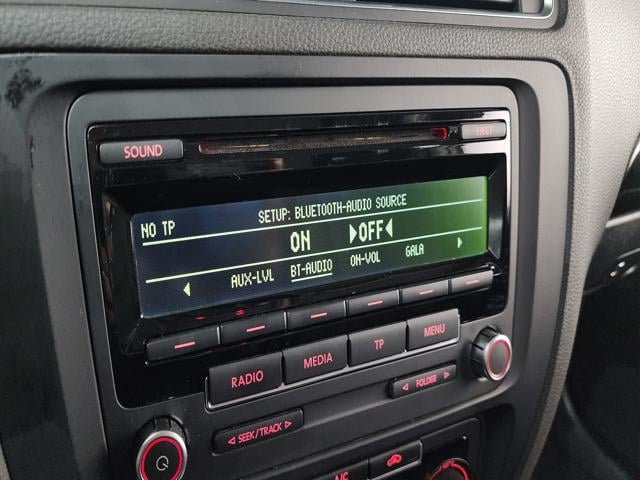 SOUND
EJECT
NO TP
SETUP: BLUETOOTH-AUDIO SOURCE
ON ▶OFF◀
◀ AUX-LVL BT-AUDIO ON-VOL GALA ▶
RADIO
MEDIA
TP
MENU
◁ SEEK/TRACK ▷
◁ FOLDER ▷
A/C